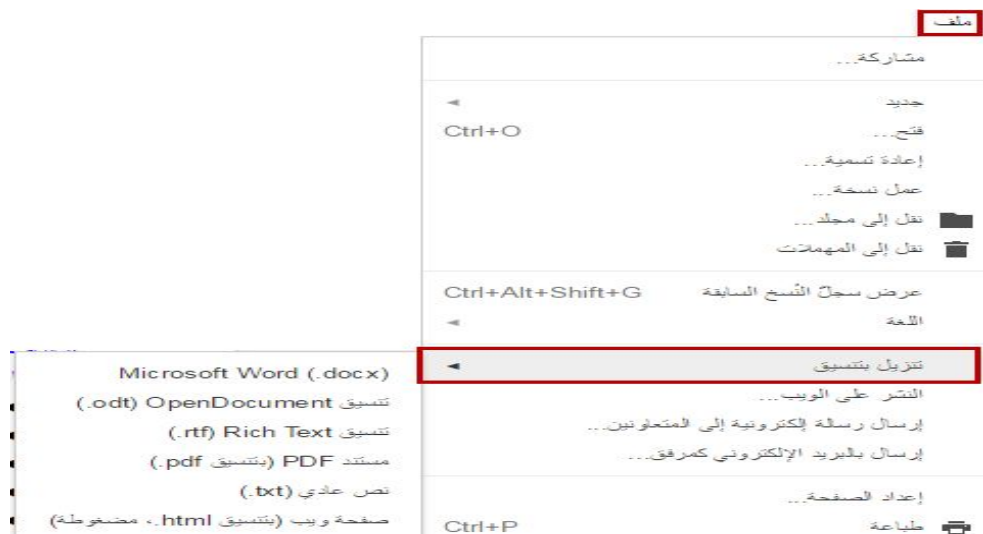 ملف
مشاركة...
جديد
فتح... Ctrl+O
إعادة تسمية...
عمل نسخة...
نقل إلى مجلد...
نقل إلى المهملات
عرض سجلّ النُسخ السابقة Ctrl+Alt+Shift+G
اللغة
تنزيل بتنسيق
النشر على الويب...
إرسال رسالة إلكترونية إلى المتعاونين...
إرسال بالبريد الإلكتروني كمرفق...
إعداد الصفحة...
طباعة Ctrl+P
Microsoft Word (.docx)
تنسيق OpenDocument (.odt)
تنسيق Rich Text (.rtf)
مستند PDF (بتنسيق pdf.)
نص عادي (txt.)
صفحة ويب (بتنسيق html.، مضغوطة)